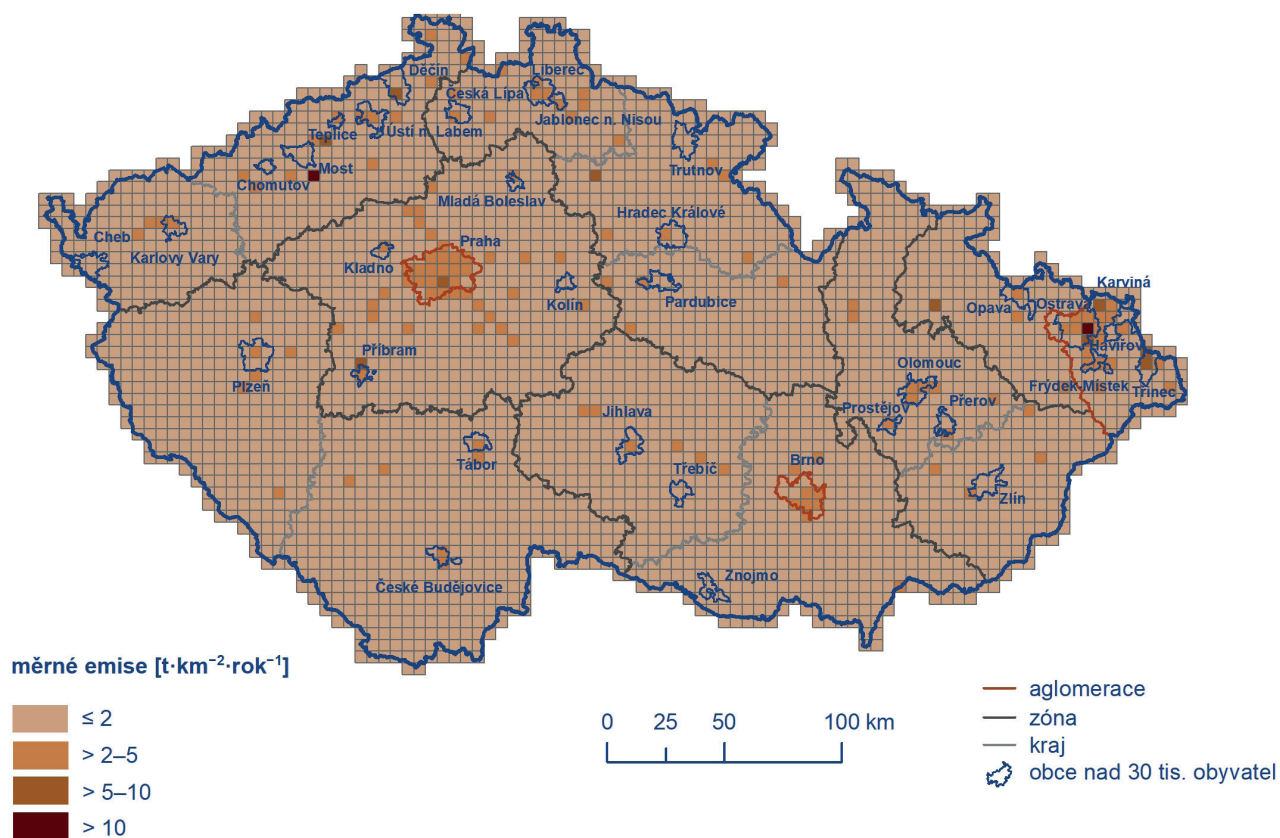 Děčín
Liberec
Česká Lípa
Jablonec n. Nisou
Teplice
Ústí n. Labem
Most
Chomutov
Trutnov
Mladá Boleslav
Hradec Králové
Cheb
Karlovy Vary
Praha
Kladno
Kolín
Pardubice
Karviná
Opava
Ostrava
Havířov
Příbram
Plzeň
Olomouc
Frýdek-Místek
Třinec
Jihlava
Prostějov
Přerov
Tábor
Třebíč
Brno
Zlín
České Budějovice
Znojmo
měrné emise [t·km⁻²·rok⁻¹]
≤ 2
> 2–5
> 5–10
> 10
0 25 50 100 km
aglomerace
zóna
kraj
obce nad 30 tis. obyvatel